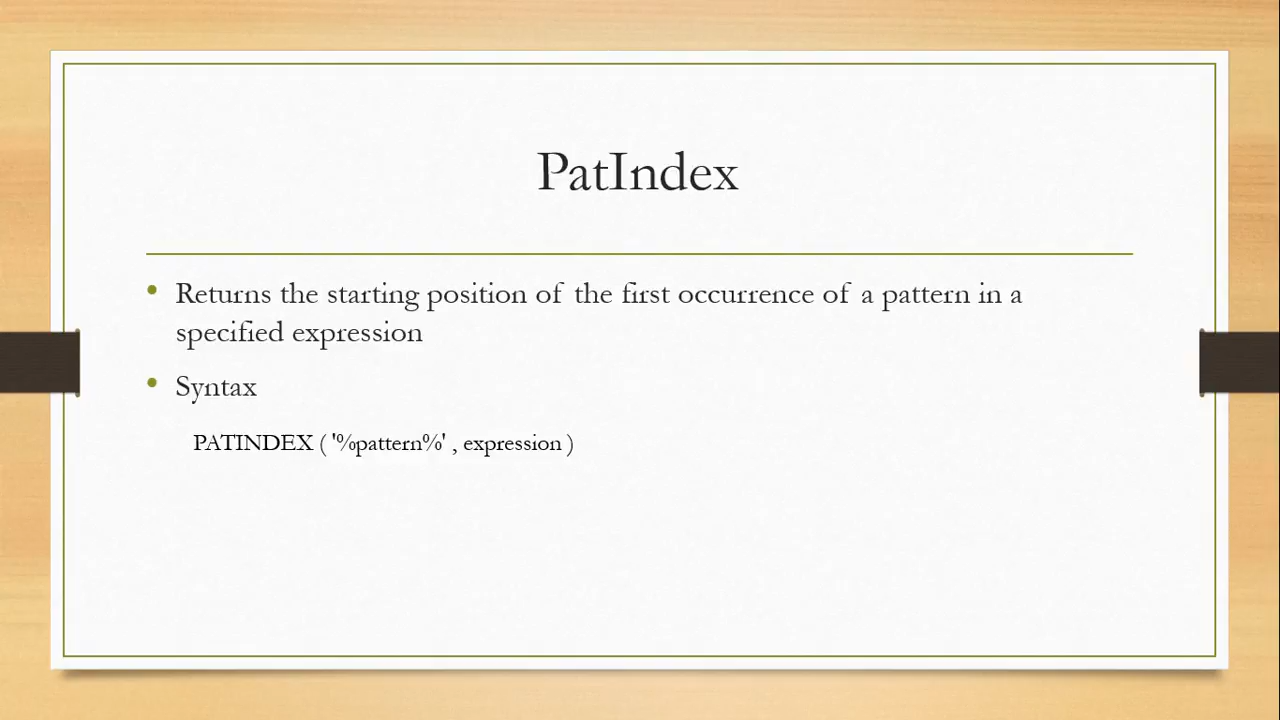 PatIndex
• Returns the starting position of the first occurrence of a pattern in a
specified expression
• Syntax
PATINDEX ( '%pattern%' , expression )